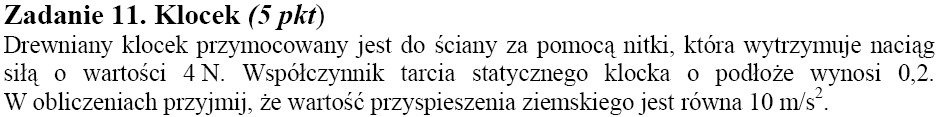 Zadanie 11. Klocek (5 pkt)
Drewniany klocek przymocowany jest do ściany za pomocą nitki, która wytrzymuje naciąg
siłą o wartości 4 N. Współczynnik tarcia statycznego klocka o podłoże wynosi 0,2.
W obliczeniach przyjmij, że wartość przyspieszenia ziemskiego jest równa 10 m/s².